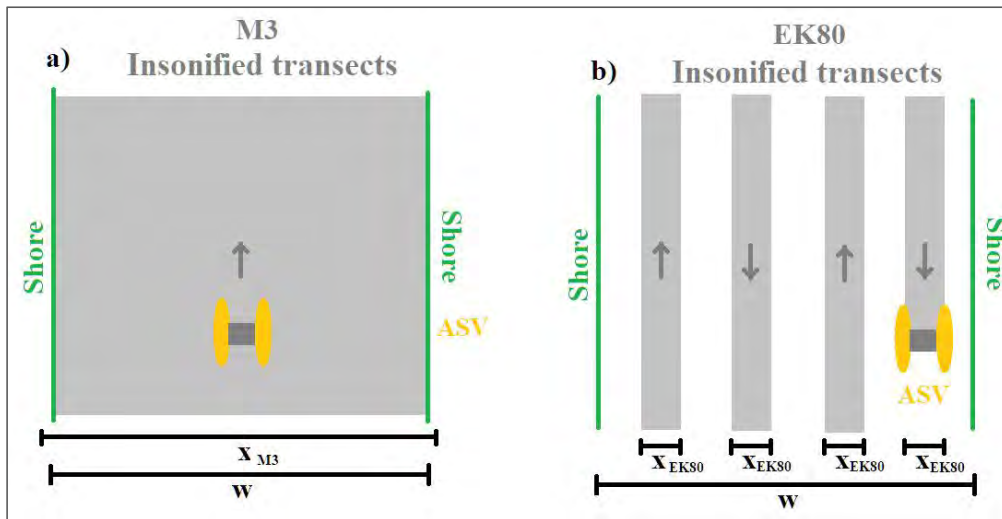 M3
a)
Insonified transects
Shore
Shore
ASV
x M3
w
EK80
b)
Insonified transects
Shore
Shore
ASV
xEK80 xEK80 xEK80 xEK80
w